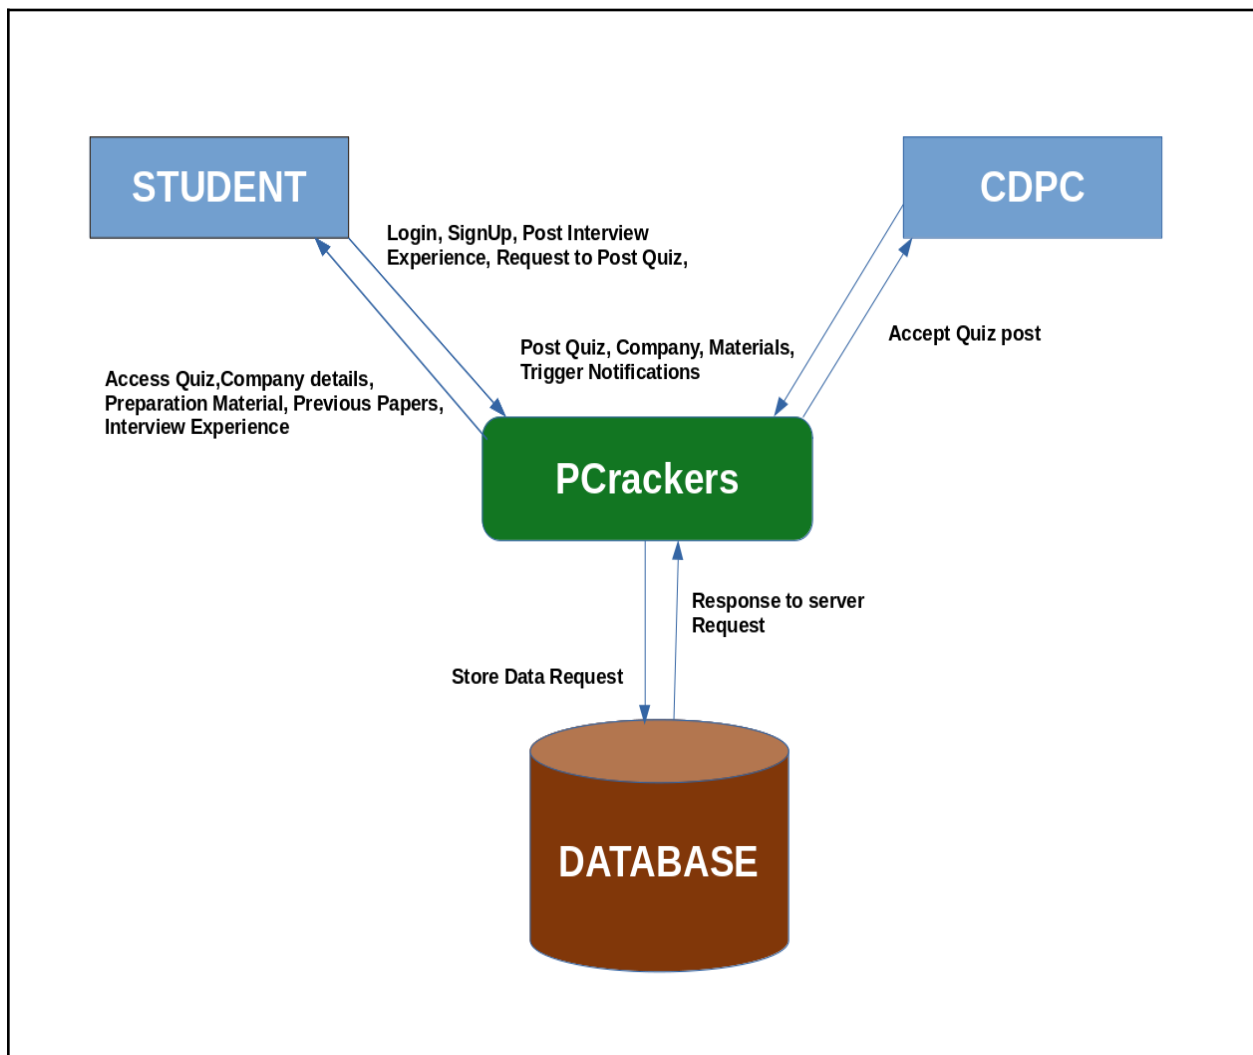 STUDENT
CDPC
Login, SignUp, Post Interview
Experience, Request to Post Quiz,
Accept Quiz post
Post Quiz, Company, Materials,
Trigger Notifications
Access Quiz,Company details,
Preparation Material, Previous Papers,
Interview Experience
PCrackers
Response to server
Request
Store Data Request
DATABASE